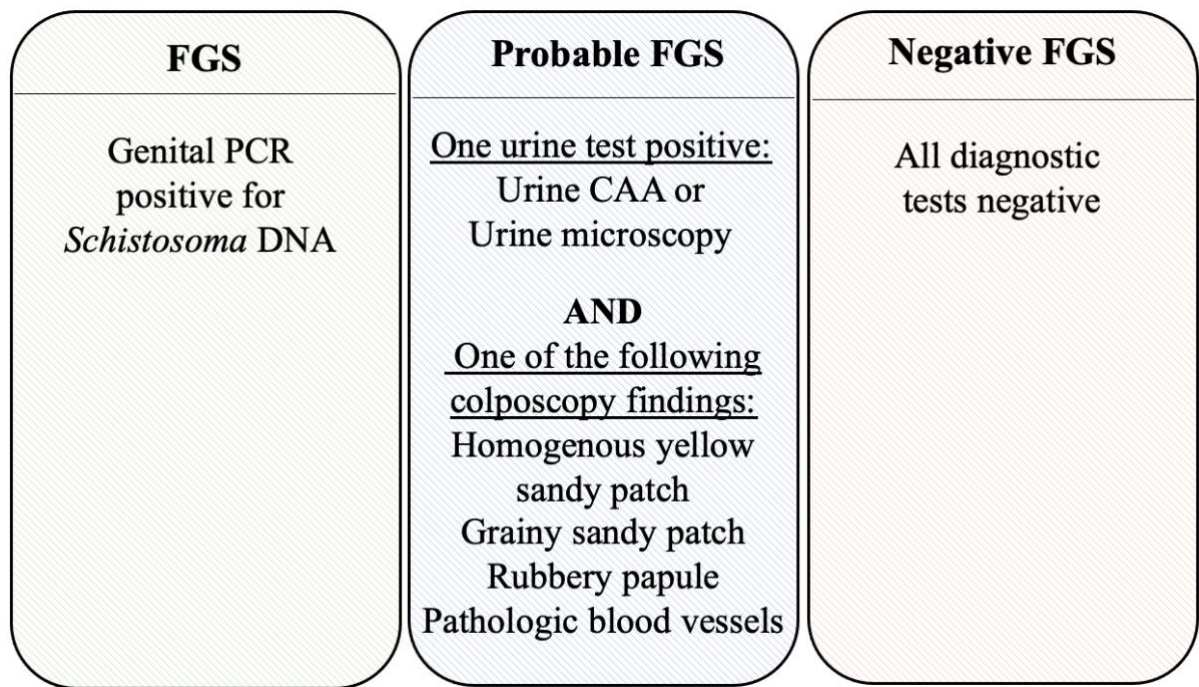 FGS
Genital PCR
positive for
Schistosoma DNA
Probable FGS
One urine test positive:
Urine CAA or
Urine microscopy
AND
One of the following
colposcopy findings:
Homogenous yellow
sandy patch
Grainy sandy patch
Rubbery papule
Pathologic blood vessels
Negative FGS
All diagnostic
tests negative